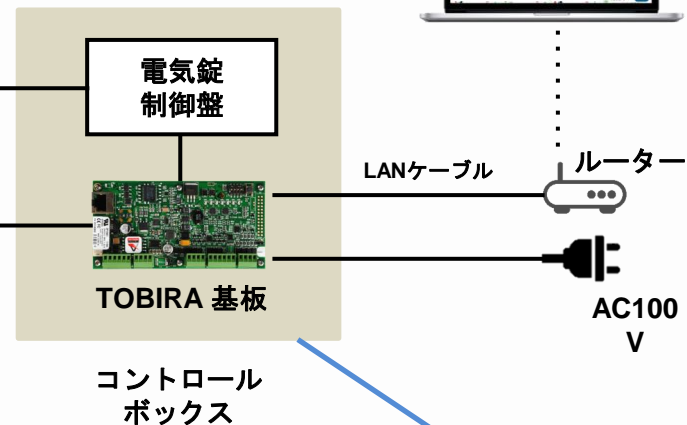 電気錠
制御盤
LANケーブル
ルーター
TOBIRA 基板
AC100
V
コントロール
ボックス